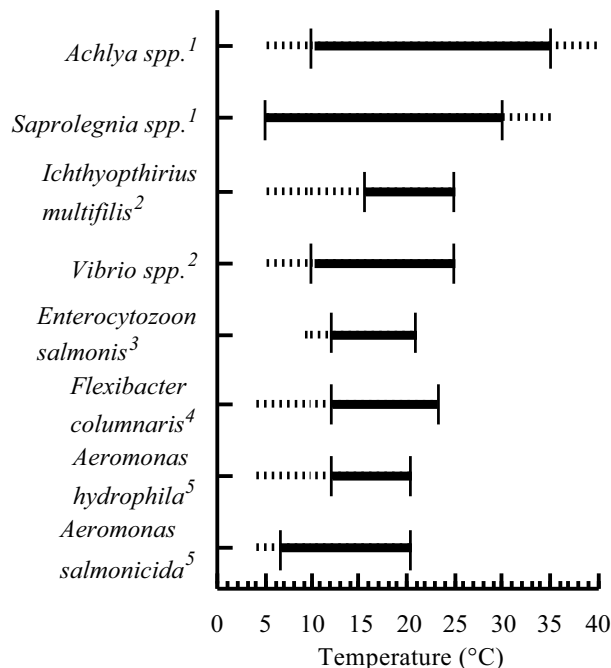 Achlya spp.1
Saprolegnia spp.1
Ichthyopthirius
multifilis2
Vibrio spp.2
Enterocytozoon
salmonis3
Flexibacter
columnaris4
Aeromonas
hydrophila5
Aeromonas
salmonicida5
0 5 10 15 20 25 30 35 40
Temperature (°C)